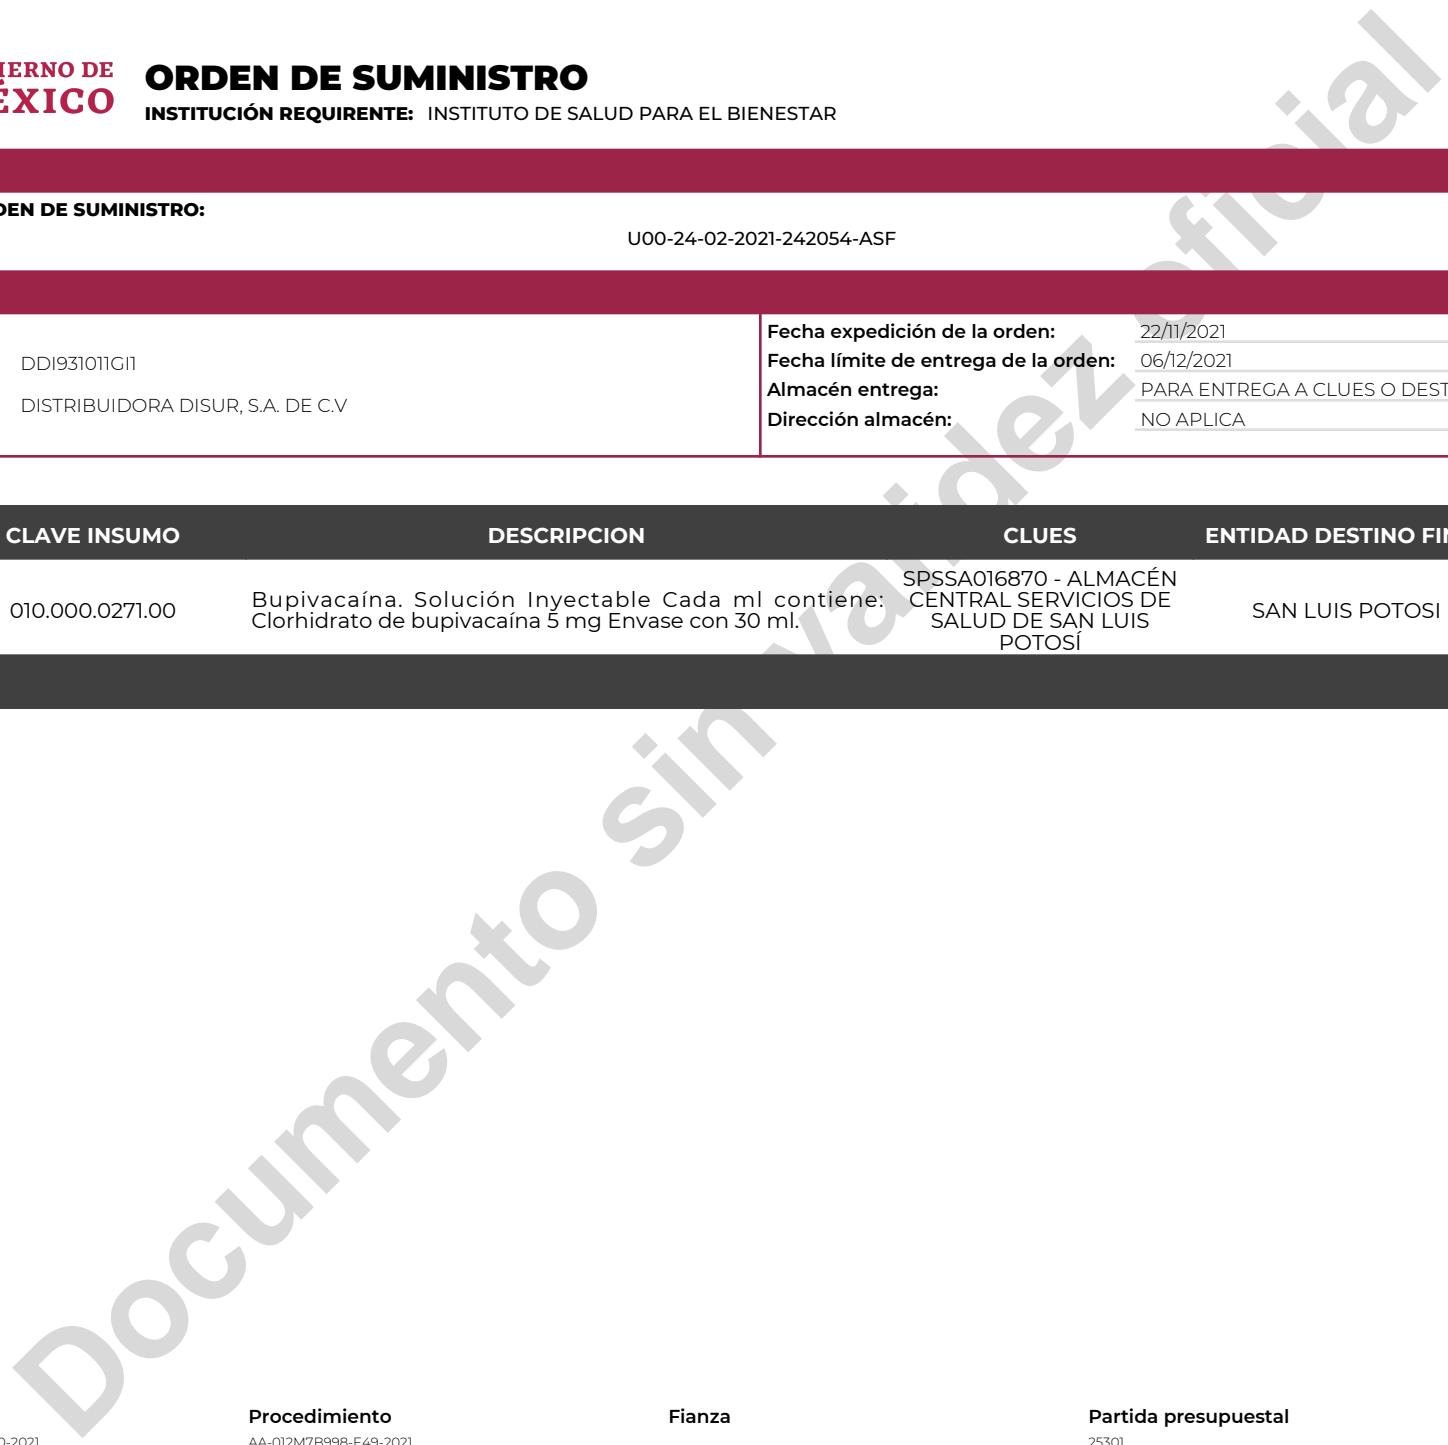 IERNO DE
ÉXICO
ORDEN DE SUMINISTRO
INSTITUCIÓN REQUIRENTE: INSTITUTO DE SALUD PARA EL BIENESTAR
DEN DE SUMINISTRO:
U00-24-02-2021-242054-ASF
DDI931011GI1
DISTRIBUIDORA DISUR, S.A. DE C.V
Fecha expedición de la orden: 22/11/2021
Fecha límite de entrega de la orden: 06/12/2021
Almacén entrega: PARA ENTREGA A CLUES O DEST
Dirección almacén: NO APLICA
CLAVE INSUMO DESCRIPCION CLUES ENTIDAD DESTINO FIN
010.000.0271.00
Bupivacaína. Solución Inyectable Cada ml contiene:
Clorhidrato de bupivacaína 5 mg Envase con 30 ml.
SPSSA016870 - ALMACÉN
CENTRAL SERVICIOS DE
SALUD DE SAN LUIS
POTOSÍ
SAN LUIS POTOSI
Documento sin validez oficial
Procedimiento Fianza Partida presupuestal
0-2021 AA-012M7B998-E49-2021 25301